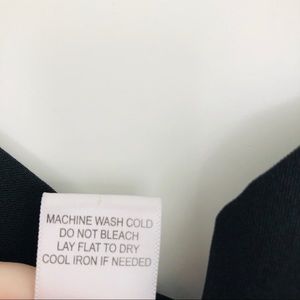 MACHINE WASH COLD
DO NOT BLEACH
LAY FLAT TO DRY
COOL IRON IF NEEDED